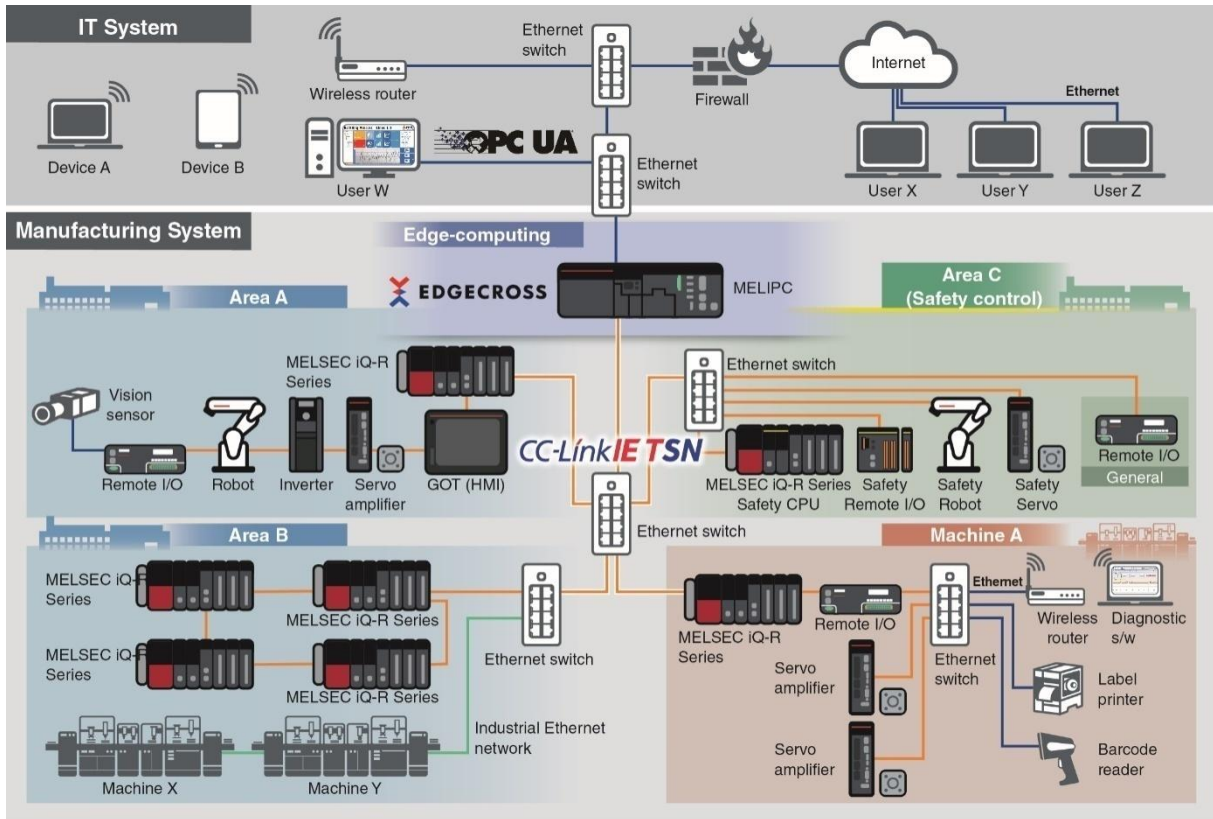 IT System
Ethernet
switch
Wireless router
Firewall
Internet
Ethernet
Device A
Device B
User W
OPC UA
Ethernet
switch
User X
User Y
User Z
Manufacturing System
Edge-computing
EDGECROSS
MELIPC
Area A
Area C
(Safety control)
MELSEC iQ-R
Series
Ethernet switch
Vision
sensor
Remote I/O
Robot
Inverter
Servo
amplifier
GOT (HMI)
CC-Link IE TSN
MELSEC iQ-R Series
Safety CPU
Safety
Remote I/O
Safety
Robot
Safety
Servo
Remote I/O
General
Ethernet switch
Area B
Machine A
MELSEC iQ-R
Series
MELSEC iQ-R Series
MELSEC iQ-R
Series
MELSEC iQ-R Series
Ethernet switch
Industrial Ethernet
network
Machine X
Machine Y
MELSEC iQ-R
Series
Remote I/O
Ethernet
Ethernet
switch
Wireless
router
Diagnostic
s/w
Servo
amplifier
Label
printer
Servo
amplifier
Barcode
reader